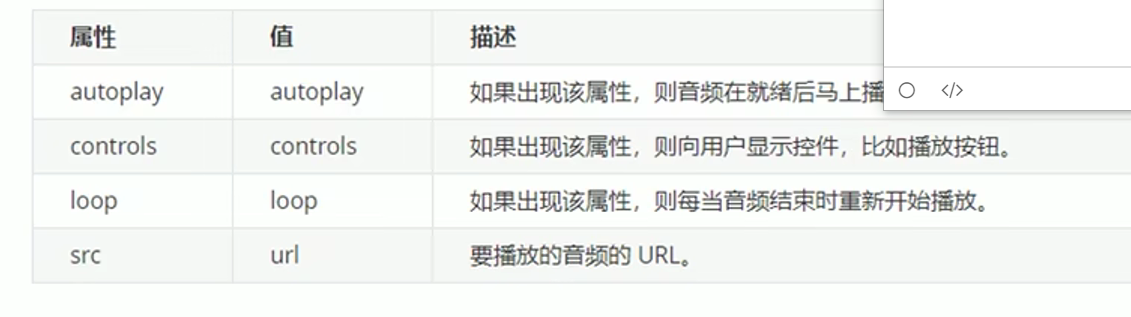 属性 值 描述
autoplay autoplay 如果出现该属性，则音频在就绪后马上播
controls controls 如果出现该属性，则向用户显示控件，比如播放按钮。
loop loop 如果出现该属性，则每当音频结束时重新开始播放。
src url 要播放的音频的 URL。